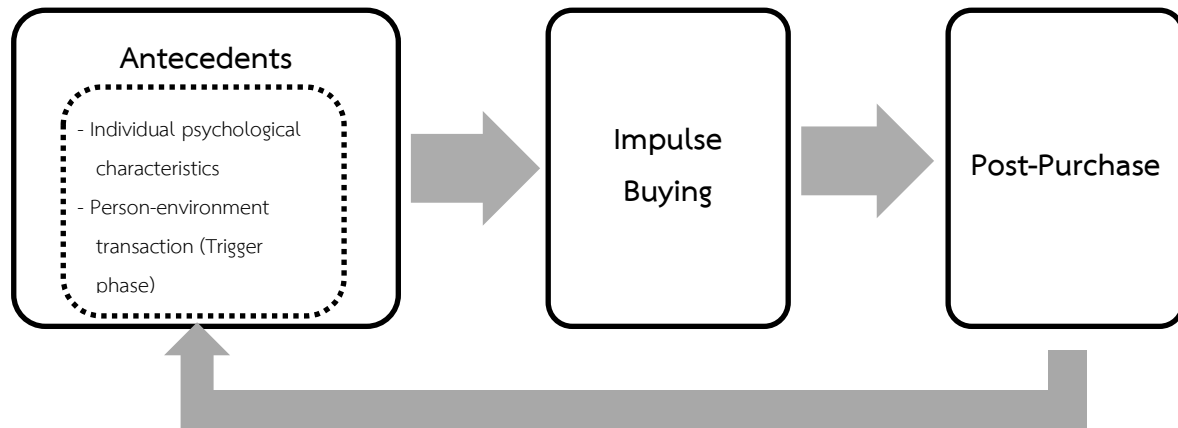 Antecedents
- Individual psychological
characteristics
- Person-environment
transaction (Trigger
phase)
Impulse
Buying
Post-Purchase